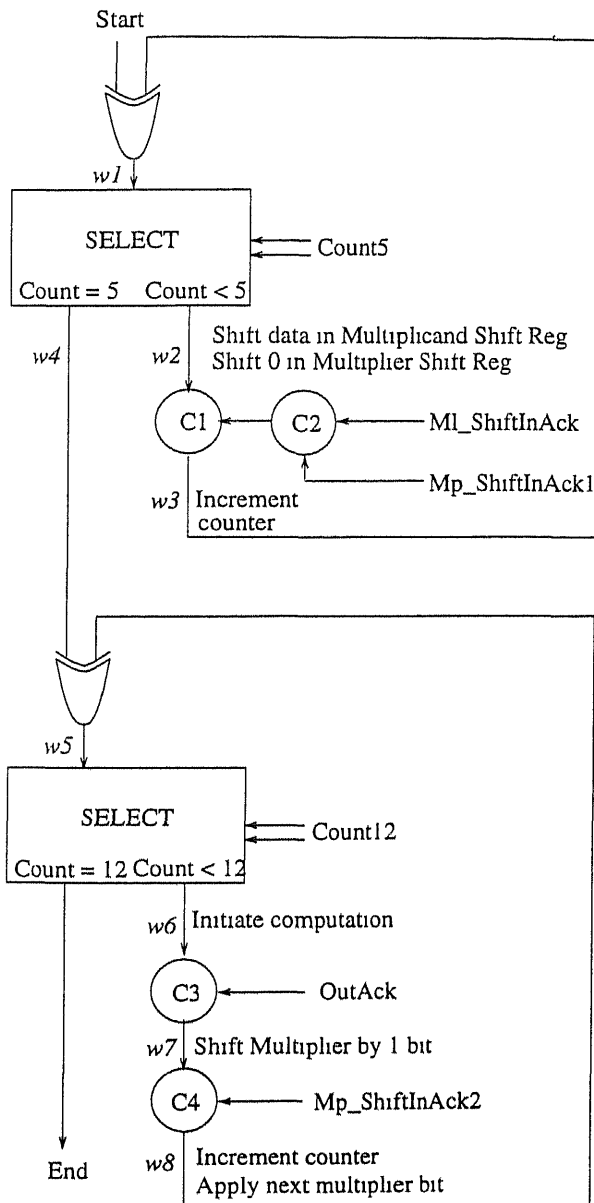 Start
w1
SELECT
Count5
Count = 5 Count < 5
w4
w2
Shift data in Multiplicand Shift Reg
Shift 0 in Multiplier Shift Reg
C1
C2
Ml_ShiftInAck
Mp_ShiftInAck1
w3
Increment
counter
w5
SELECT
Count12
Count = 12 Count < 12
w6 Initiate computation
C3
OutAck
w7 Shift Multiplier by 1 bit
C4
Mp_ShiftInAck2
End
w8
Increment counter
Apply next multiplier bit